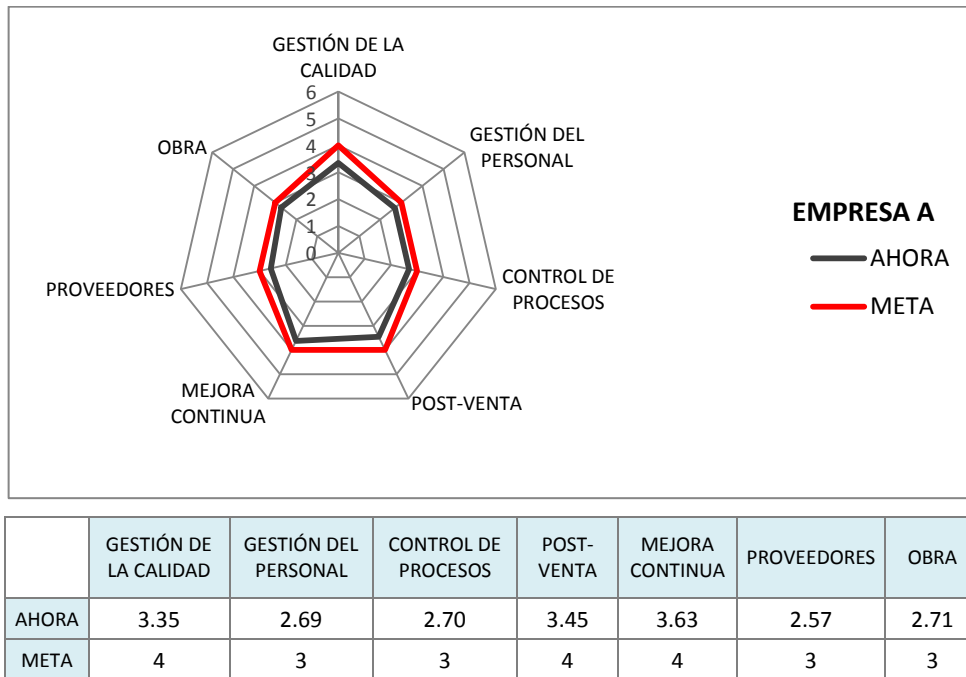 GESTIÓN DE LA
CALIDAD
6
5
4
3
2
1
0
GESTIÓN DEL
PERSONAL
CONTROL DE
PROCESOS
POST-VENTA
MEJORA
CONTINUA
PROVEEDORES
OBRA
EMPRESA A
AHORA
META
GESTIÓN DE
LA CALIDAD
GESTIÓN DEL
PERSONAL
CONTROL DE
PROCESOS
POST-
VENTA
MEJORA
CONTINUA
PROVEEDORES
OBRA
AHORA 3.35 2.69 2.70 3.45 3.63 2.57 2.71
META 4 3 3 4 4 3 3